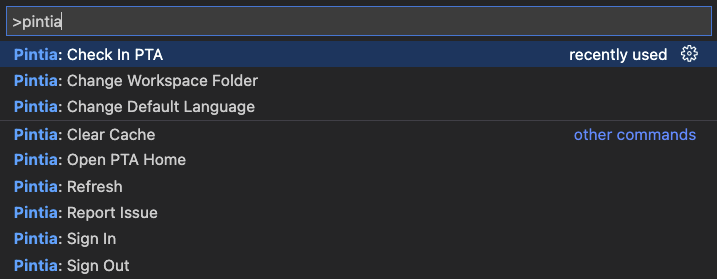 >pintia
Pintia: Check In PTA recently used
Pintia: Change Workspace Folder
Pintia: Change Default Language
Pintia: Clear Cache other commands
Pintia: Open PTA Home
Pintia: Refresh
Pintia: Report Issue
Pintia: Sign In
Pintia: Sign Out